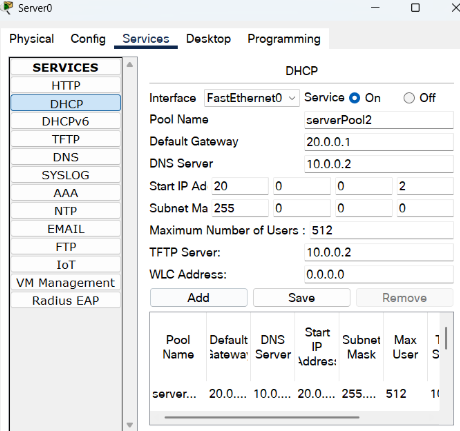 Server0
Physical Config Services Desktop Programming
SERVICES
HTTP
DHCP
DHCPv6
TFTP
DNS
SYSLOG
AAA
NTP
EMAIL
FTP
IoT
VM Management
Radius EAP
DHCP
Interface FastEthernet0 Service On Off
Pool Name serverPool2
Default Gateway 20.0.0.1
DNS Server 10.0.0.2
Start IP Ad 20 0 0 2
Subnet Ma 255 0 0 0
Maximum Number of Users : 512
TFTP Server: 10.0.0.2
WLC Address: 0.0.0.0
Add Save Remove
Pool Name Default Gateway DNS Server Start IP Address Subnet Mask Max User
server... 20.0.... 10.0.... 20.0.... 255.... 512 10